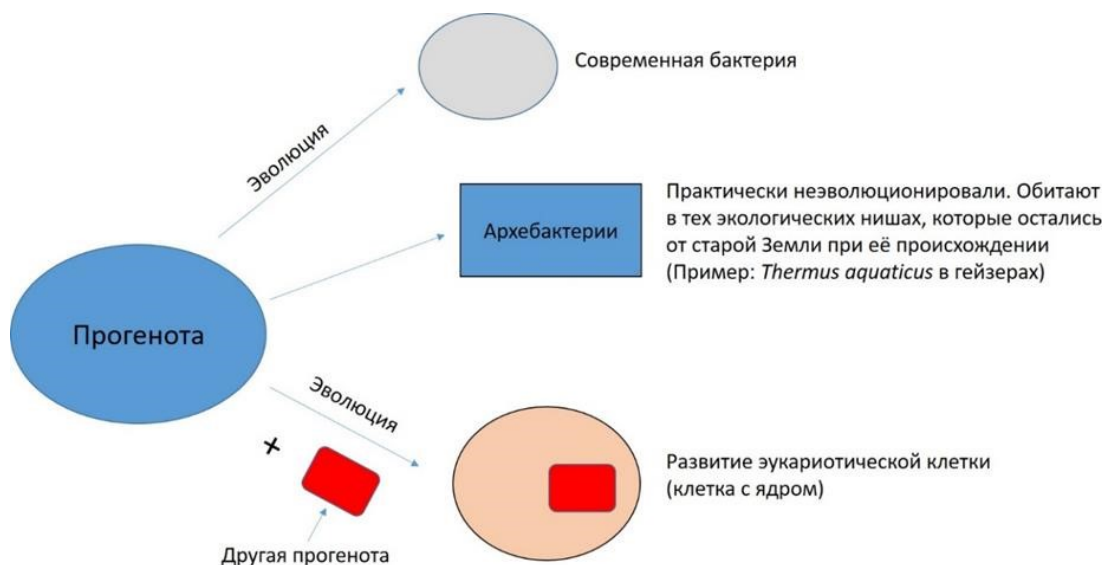 Современная бактерия
Эволюция
Прогенота
Архебактерии
Практически неэволюционировали. Обитают
в тех экологических нишах, которые остались
от старой Земли при её происхождении
(Пример: Thermus aquaticus в гейзерах)
Эволюция
+
Другая прогенота
Развитие эукариотической клетки
(клетка с ядром)